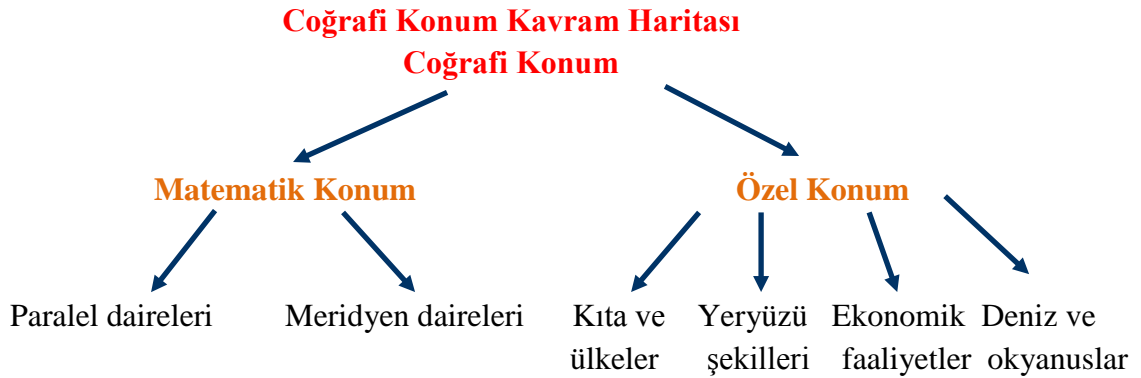 Coğrafi Konum Kavram Haritası
Coğrafi Konum
Matematik Konum
Özel Konum
Paralel daireleri
Meridyen daireleri
Kıta ve
ülkeler
Yeryüzü
şekilleri
Ekonomik
faaliyetler
Deniz ve
okyanuslar